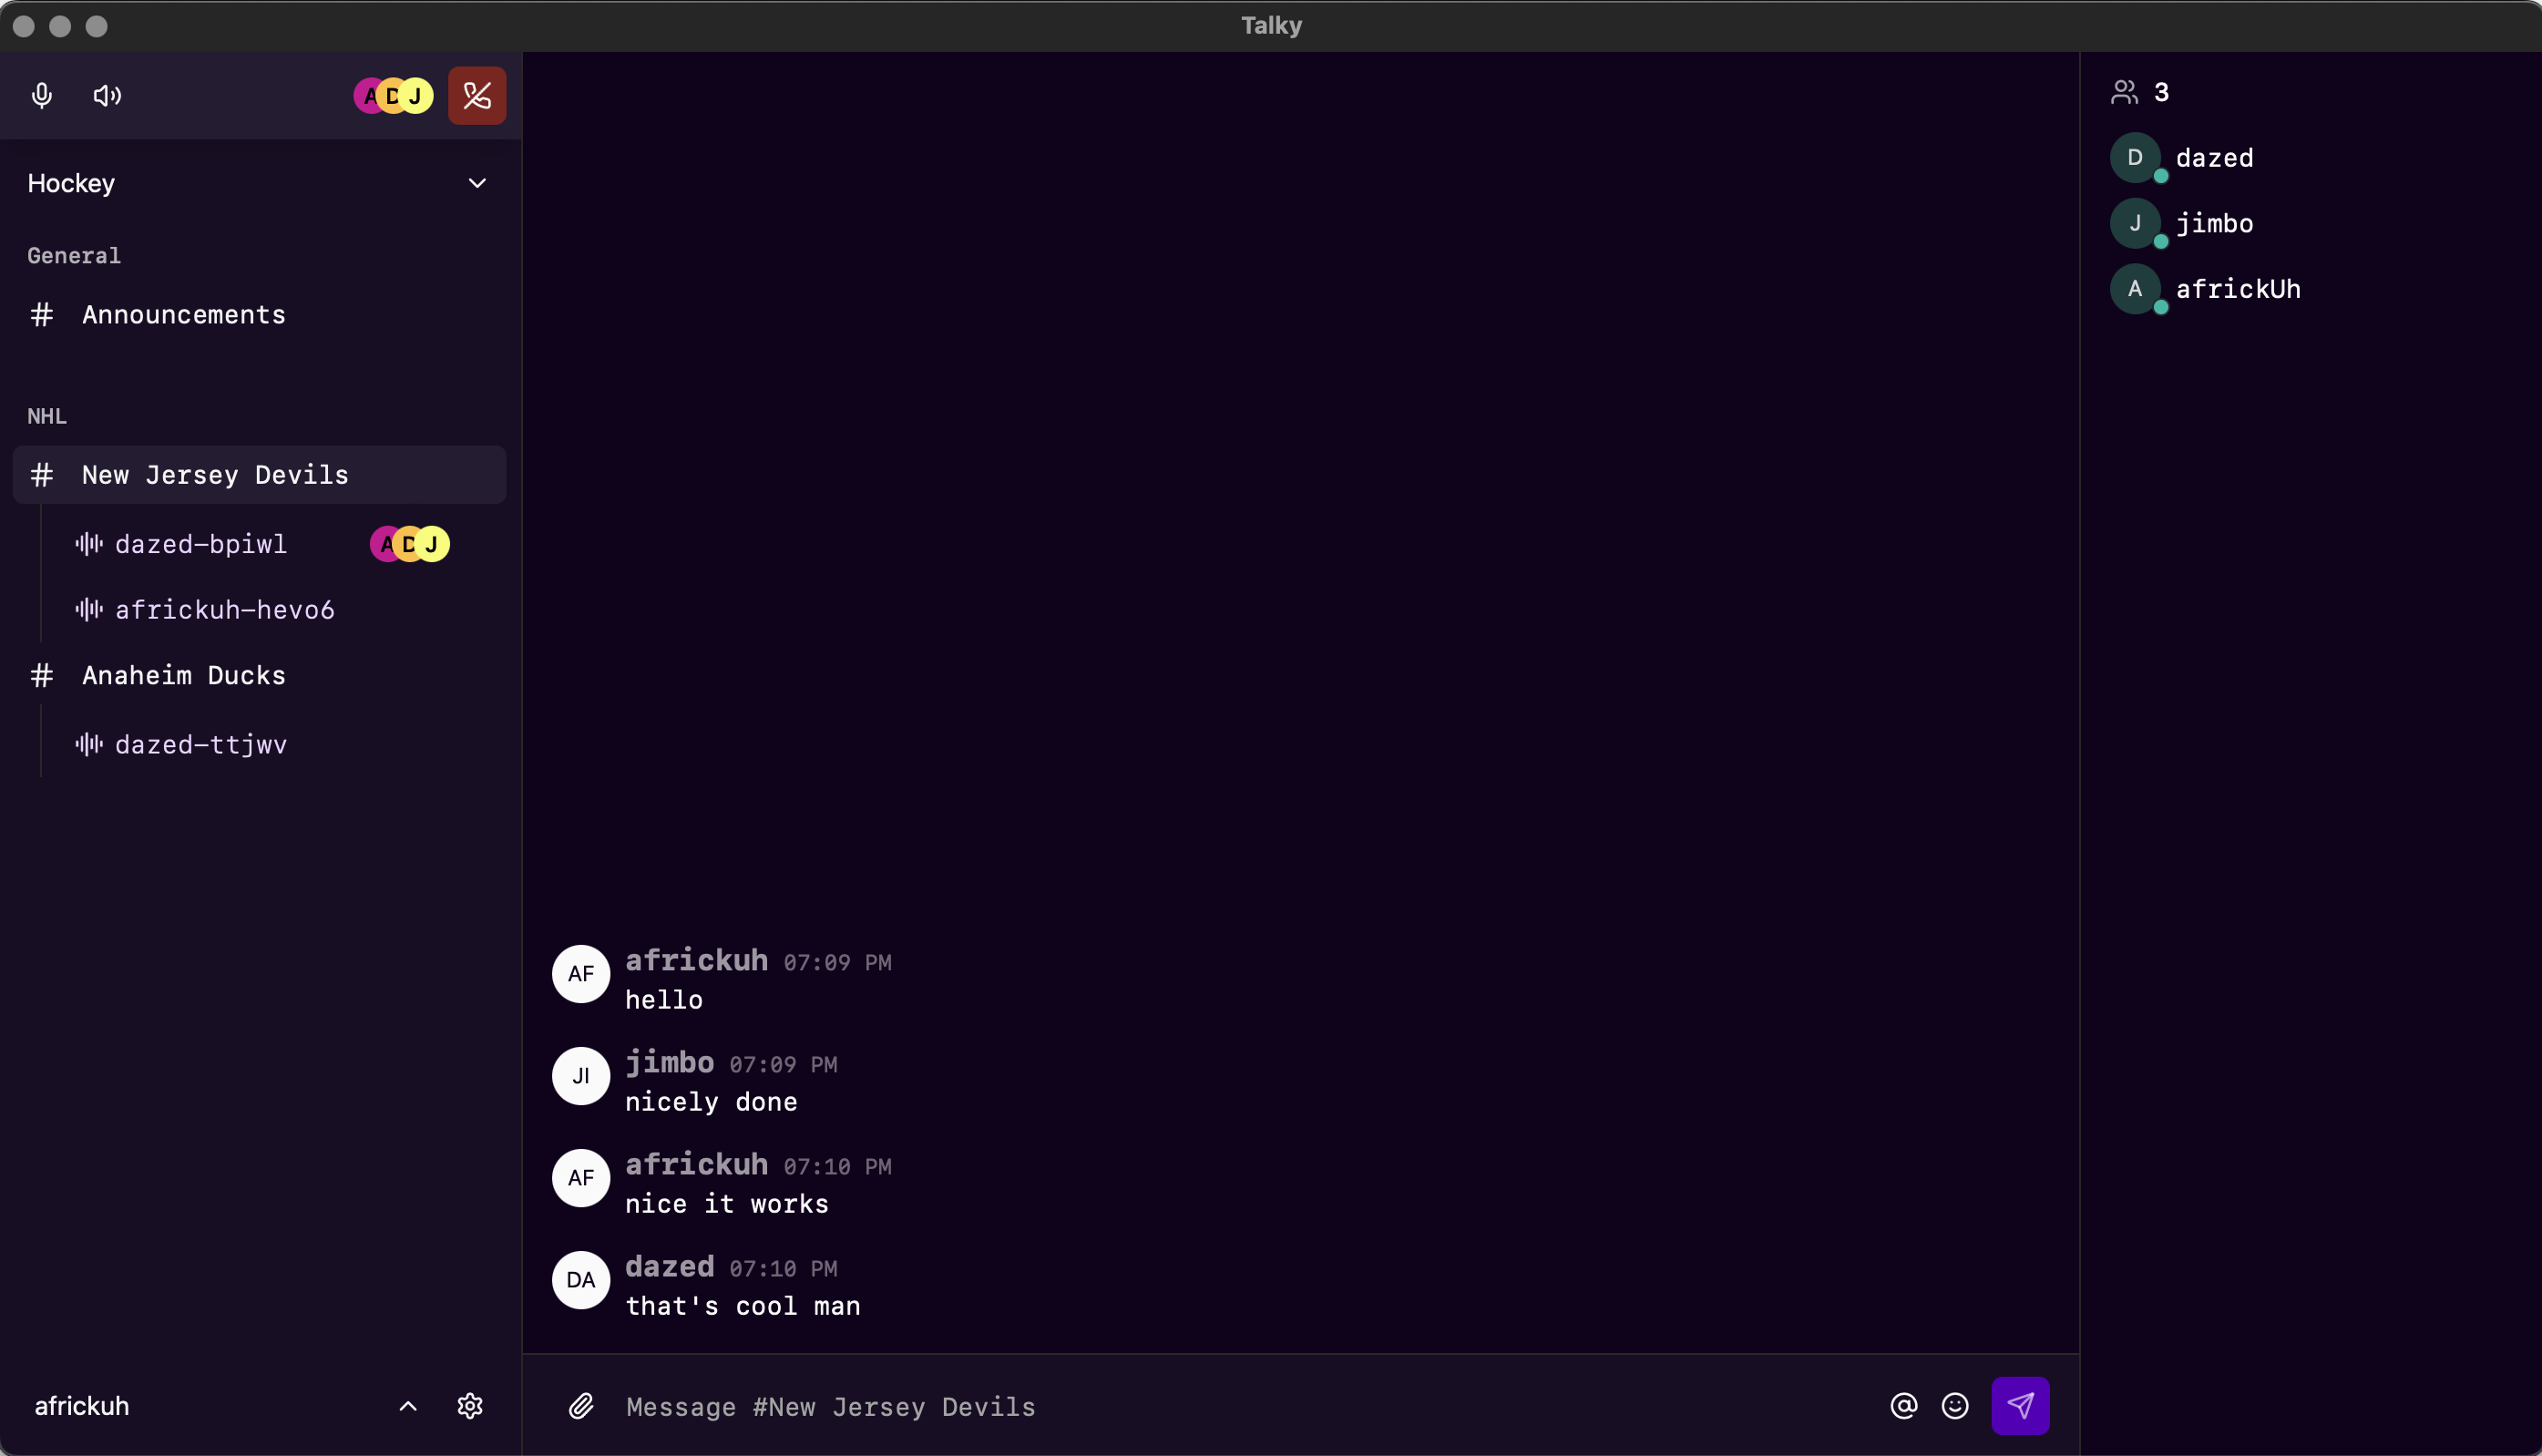 Talky
A D J
Hockey
General
# Announcements
NHL
# New Jersey Devils
dazed-bpiwl A D J
africkuh-hevo6
# Anaheim Ducks
dazed-ttjwv
africkuh
AF africkuh 07:09 PM
hello
JI jimbo 07:09 PM
nicely done
AF africkuh 07:10 PM
nice it works
DA dazed 07:10 PM
that's cool man
Message #New Jersey Devils
3
D dazed
J jimbo
A africkUh